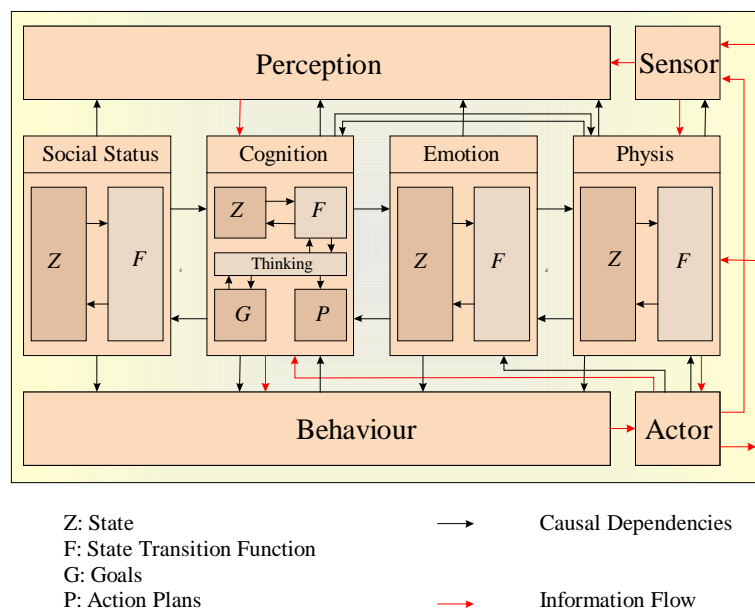 Perception
Sensor
Social Status
Cognition
Emotion
Physis
Z
F
Z
F
Thinking
G
P
Z
F
Z
F
Behaviour
Actor
Z: State
F: State Transition Function
G: Goals
P: Action Plans
Causal Dependencies
Information Flow